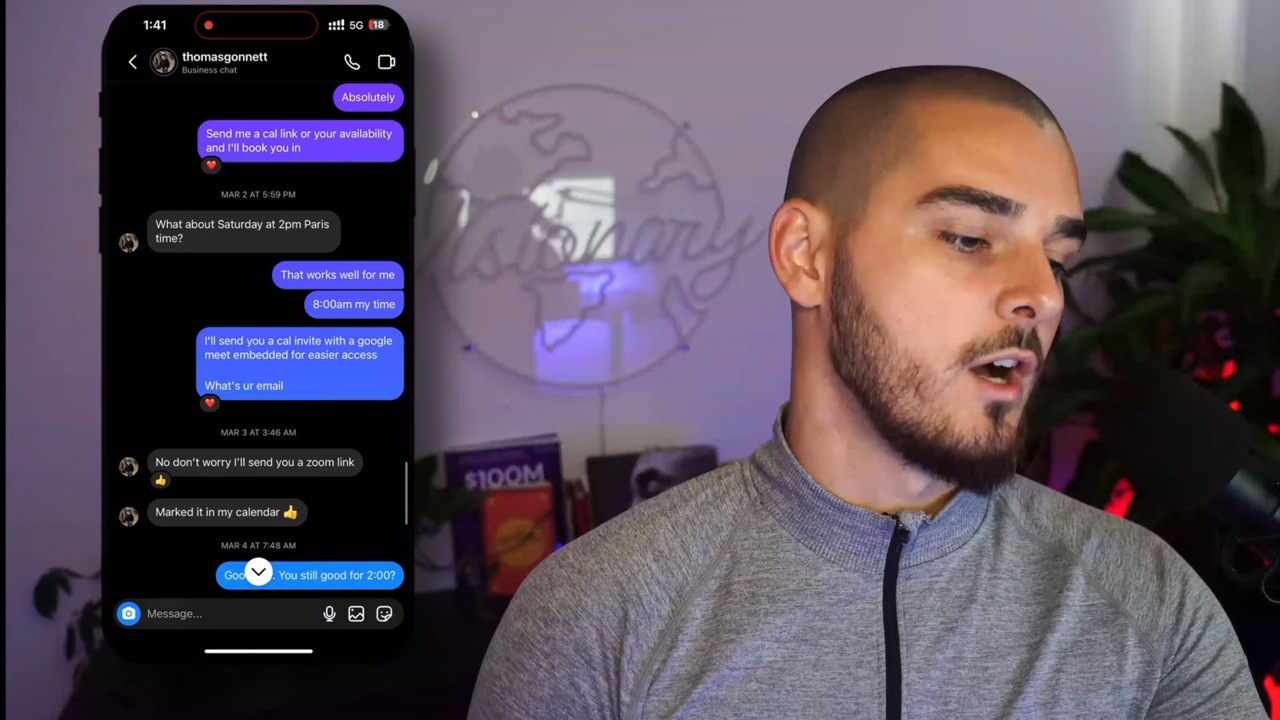 1:41
5G
18
thomasgonnett
Business chat
Absolutely
Send me a cal link or your availability
and I'll book you in
MAR 2 AT 5:59 PM
What about Saturday at 2pm Paris
time?
That works well for me
8:00am my time
I'll send you a cal invite with a google
meet embedded for easier access
What's ur email
MAR 3 AT 3:46 AM
No don't worry I'll send you a zoom link
Marked it in my calendar 👍
MAR 4 AT 7:48 AM
You still good for 2:00?
Message...
visionary
$100M